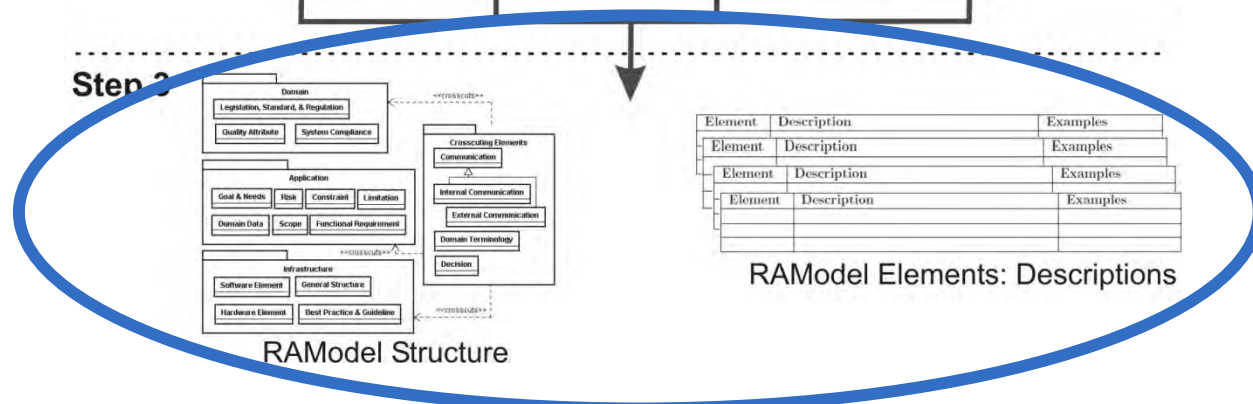 Step 3
Domain
Legislation, Standard, & Regulation
Quality Attribute System Compliance
<<crosscuts>>
Crosscuting Elements
Communication
Internal Communication
External Communication
Domain Terminology
Decision
Application
Goal & Needs Risk Constraint Limitation
Domain Data Scope Functional Requirement
<<crosscuts>>
Infrastructure
Software Element General Structure
Hardware Element Best Practice & Guideline
<<crosscuts>>
RAModel Structure
Element Description Examples
Element Description Examples
Element Description Examples
Element Description Examples
RAModel Elements: Descriptions